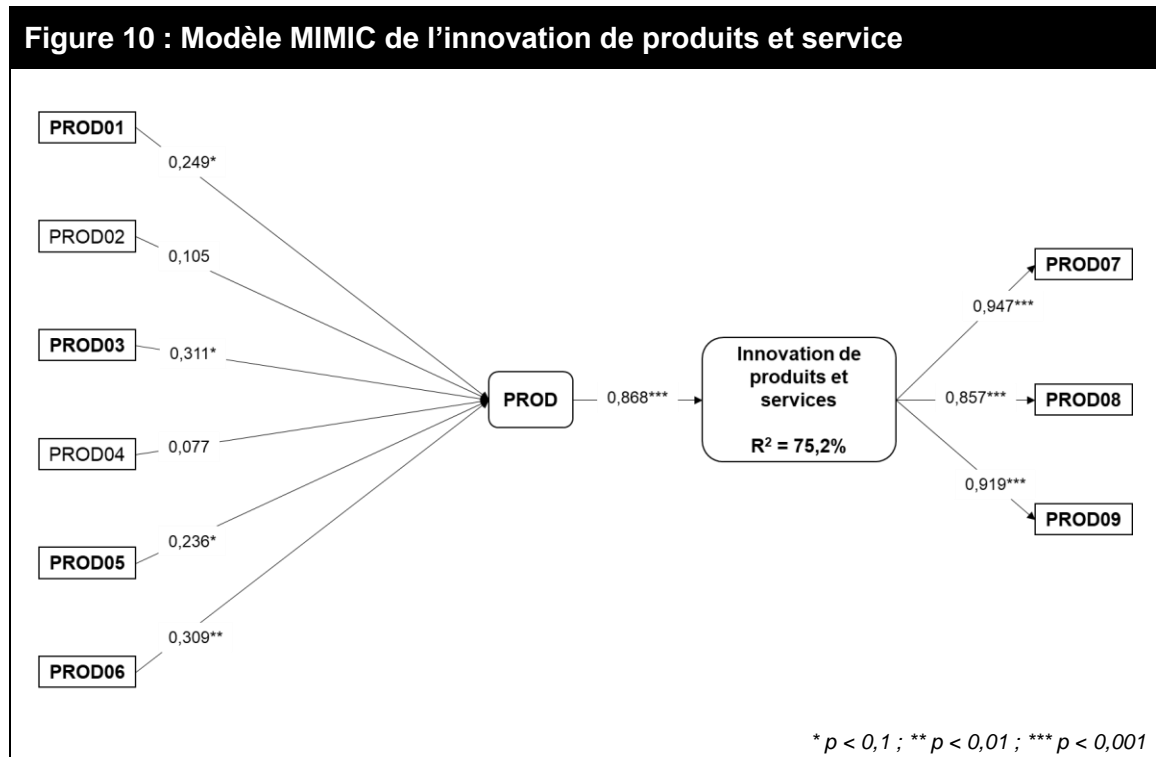 Figure 10 : Modèle MIMIC de l’innovation de produits et service
PROD01
0,249*
PROD02
0,105
PROD03
0,311*
PROD04
0,077
PROD05
0,236*
PROD06
0,309**
PROD
0,868***
Innovation de
produits et
services
R² = 75,2%
0,947***
PROD07
0,857***
PROD08
0,919***
PROD09
* p < 0,1 ; ** p < 0,01 ; *** p < 0,001